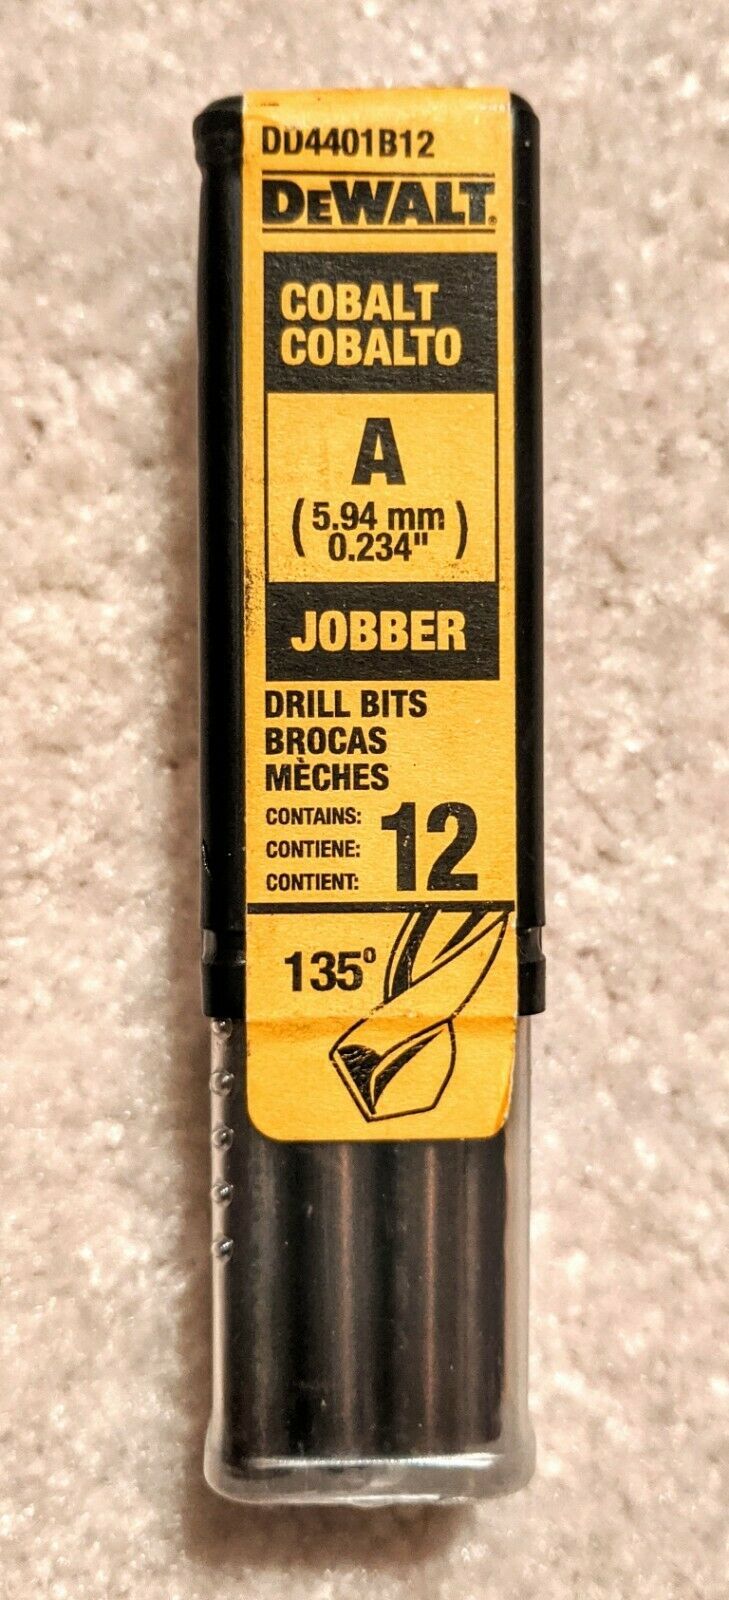 DD4401B12
DEWALT®
COBALT
COBALTO
A
(5.94 mm
0.234")
JOBBER
DRILL BITS
BROCAS
MÈCHES
CONTAINS:
CONTIENE:
CONTIENT:
12
135°